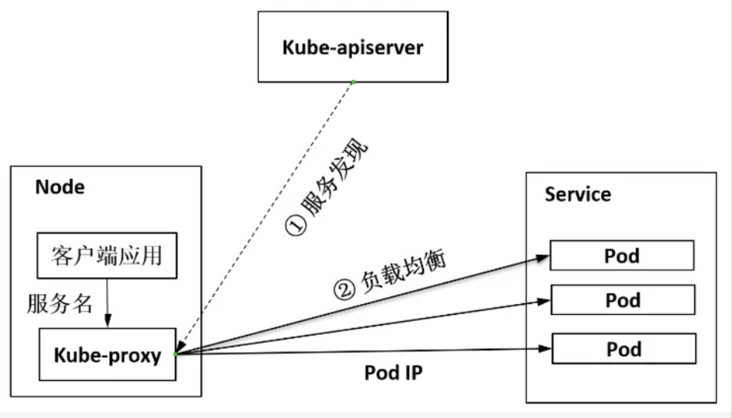 Kube-apiserver
① 服务发现
Node
Service
客户端应用
Pod
② 负载均衡
服务名
Pod
Kube-proxy
Pod
Pod IP